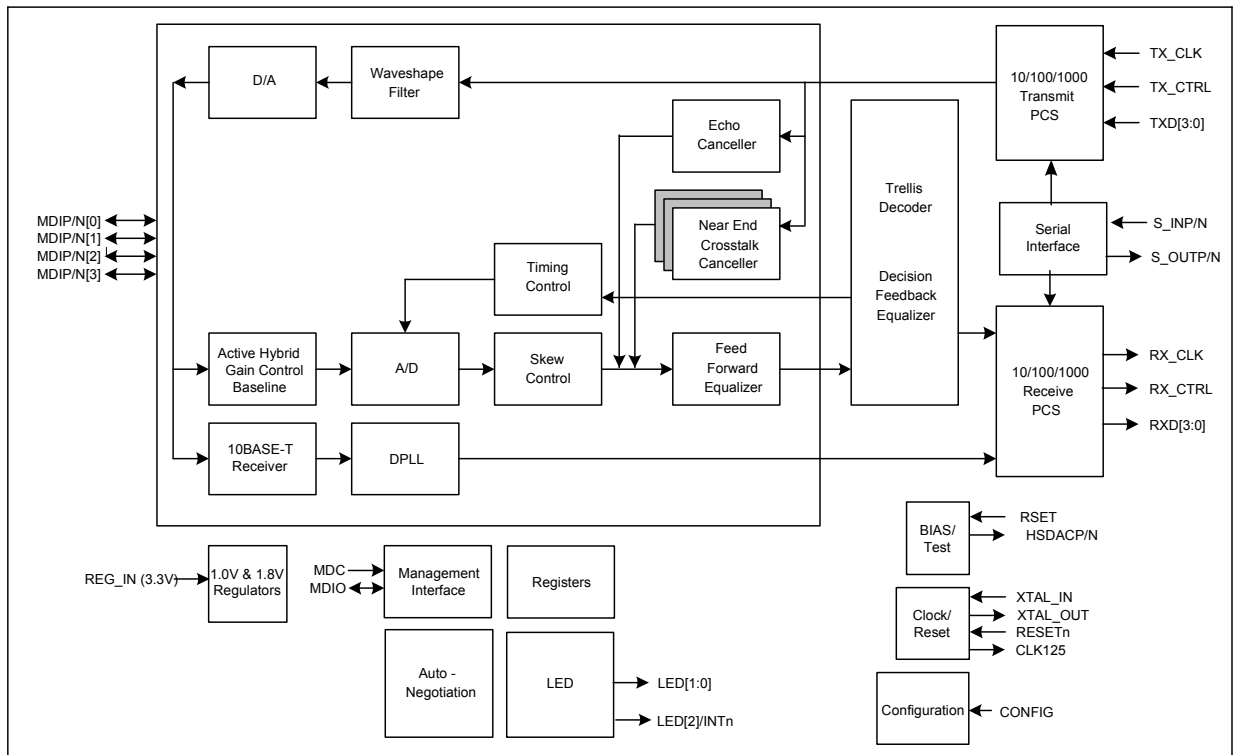 D/A
Waveshape
Filter
10/100/1000
Transmit
PCS
TX_CLK
TX_CTRL
TXD[3:0]
Echo
Canceller
Trellis
Decoder
Decision
Feedback
Equalizer
Near End
Crosstalk
Canceller
Serial
Interface
S_INP/N
S_OUTP/N
MDIP/N[0]
MDIP/N[1]
MDIP/N[2]
MDIP/N[3]
Timing
Control
Active Hybrid
Gain Control
Baseline
A/D
Skew
Control
Feed
Forward
Equalizer
10/100/1000
Receive
PCS
RX_CLK
RX_CTRL
RXD[3:0]
10BASE-T
Receiver
DPLL
BIAS/
Test
RSET
HSDACP/N
REG_IN (3.3V)
1.0V & 1.8V
Regulators
MDC
MDIO
Management
Interface
Registers
Clock/
Reset
XTAL_IN
XTAL_OUT
RESETn
CLK125
Auto -
Negotiation
LED
LED[1:0]
LED[2]/INTn
Configuration
CONFIG